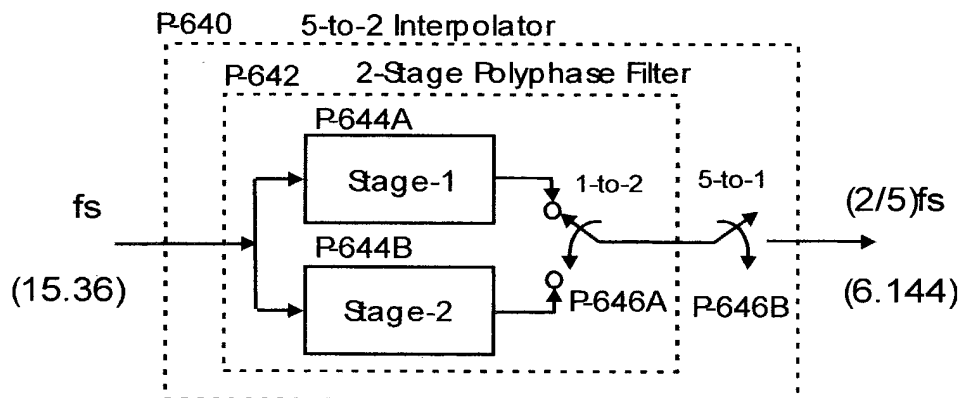 P-640 5-to-2 Interpolator
P-642 2-Stage Polyphase Filter
P-644A
Stage-1
1-to-2
5-to-1
fs
(2/5)fs
P-644B
(15.36)
Stage-2
P-646A
P-646B
(6.144)